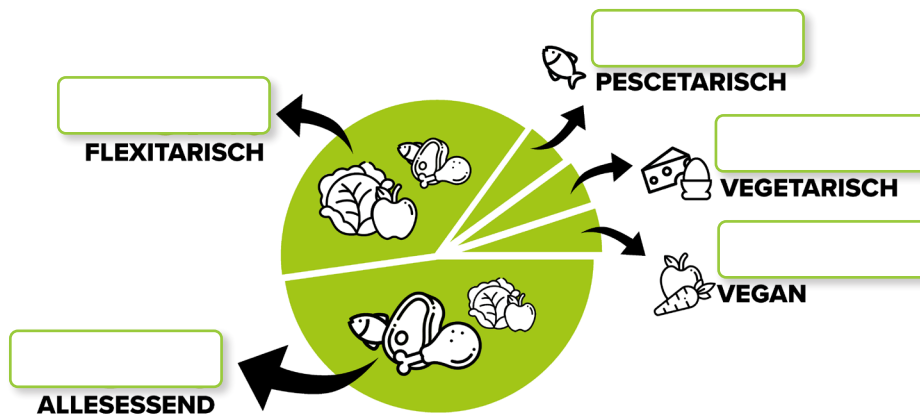 PESCETARISCH
FLEXITARISCH
VEGETARISCH
VEGAN
ALLESESSEND